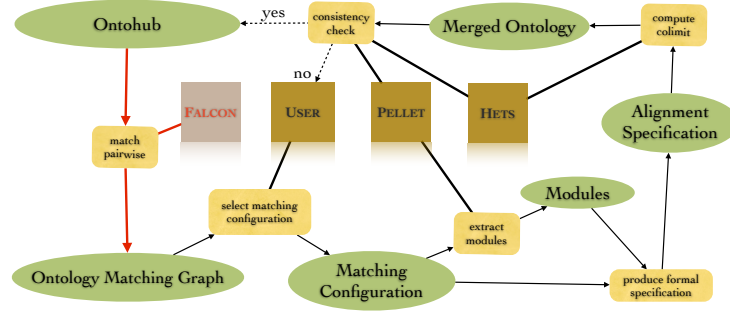 Ontohub
yes
consistency
check
Merged Ontology
compute
colimit
no
FALCON
USER
PELLET
HETS
Alignment
Specification
match
pairwise
select matching
configuration
Modules
extract
modules
Ontology Matching Graph
Matching
Configuration
produce formal
specification